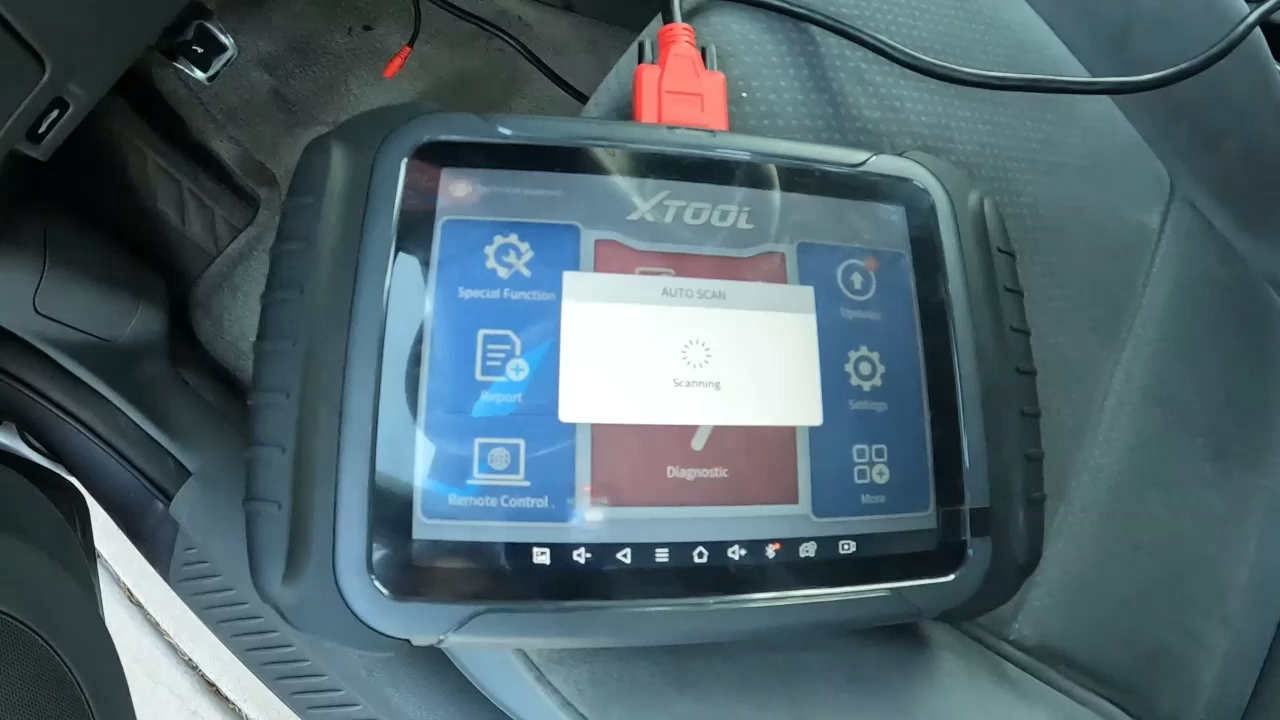 XTOOL
Special Function
AUTO SCAN
Update
Scanning
Report
Settings
Diagnostic
Remote Control
More